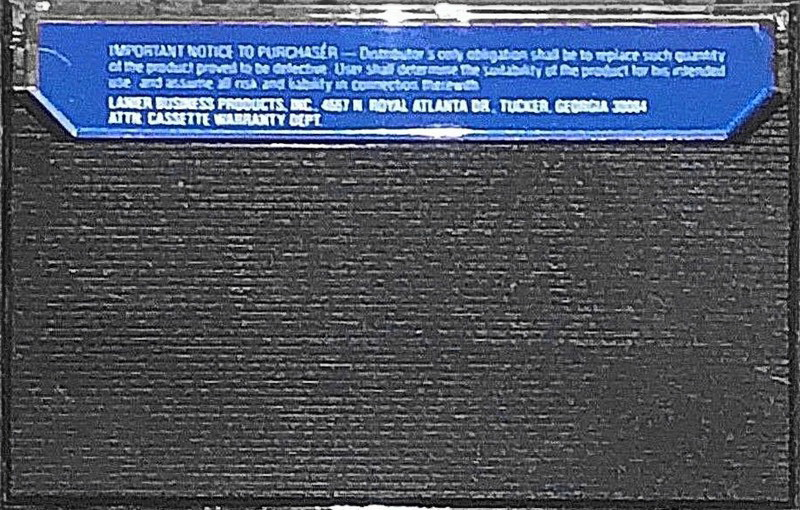 IMPORTANT NOTICE TO PURCHASER — Distributor's only obligation shall be to replace such quantity
of the product proved to be defective. User shall determine the suitability of the product for his intended
use, and assume all risk and liability in connection therewith.
LANIER BUSINESS PRODUCTS, INC., 4667 N. ROYAL ATLANTA DR., TUCKER, GEORGIA 30084
ATTN. CASSETTE WARRANTY DEPT.